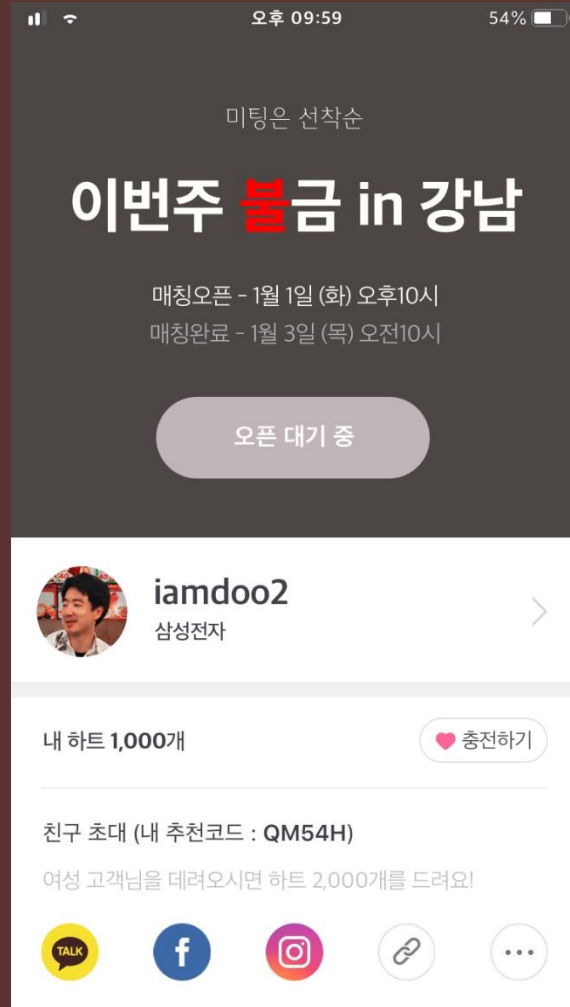 오후 09:59
54%
미팅은 선착순
이번주 불금 in 강남
매칭오픈 - 1월 1일 (화) 오후10시
매칭완료 - 1월 3일 (목) 오전10시
오픈 대기 중
iamdoo2
삼성전자
내 하트 1,000개
충전하기
친구 초대 (내 추천코드 : QM54H)
여성 고객님을 데려오시면 하트 2,000개를 드려요!
TALK